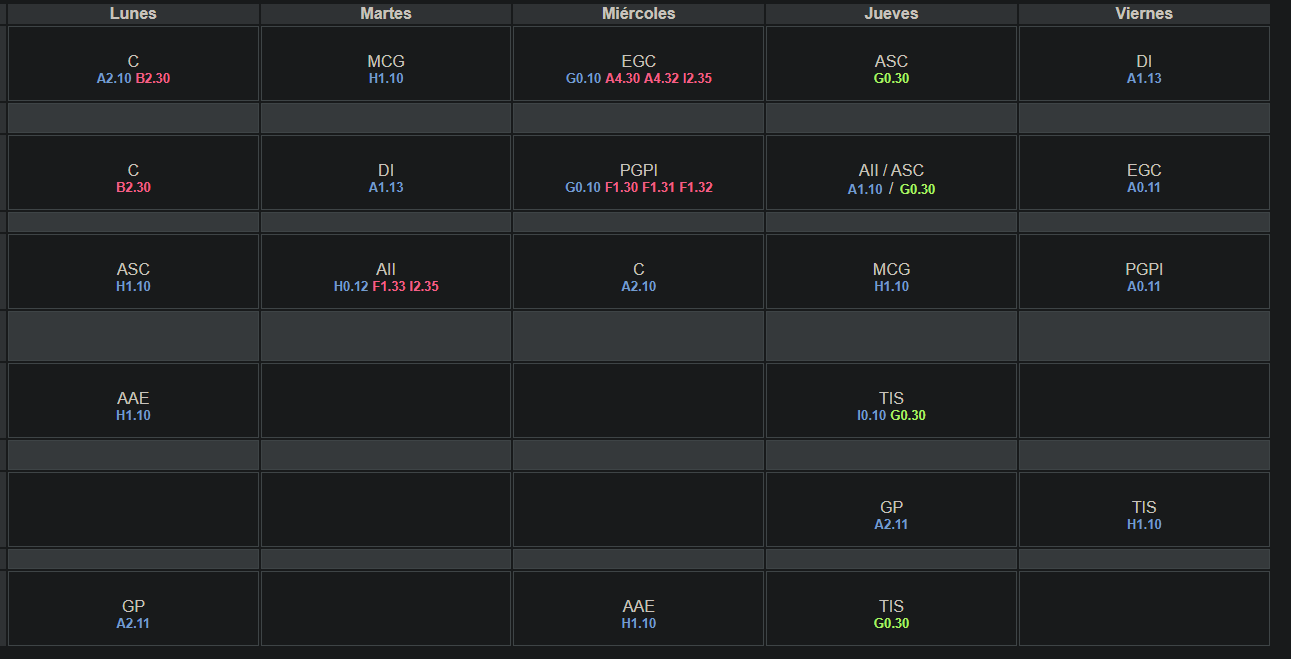 Lunes Martes Miércoles Jueves Viernes
C MCG EGC ASC DI
A2.10 B2.30 H1.10 G0.10 A4.30 A4.32 I2.35 G0.30 A1.13
C DI PGPI AII / ASC EGC
B2.30 A1.13 G0.10 F1.30 F1.31 F1.32 A1.10 / G0.30 A0.11
ASC AII C MCG PGPI
H1.10 H0.12 F1.33 I2.35 A2.10 H1.10 A0.11
AAE TIS
H1.10 I0.10 G0.30
GP TIS
A2.11 H1.10
GP AAE TIS
A2.11 H1.10 G0.30